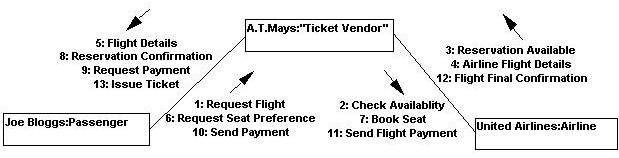 A.T.Mays:"Ticket Vendor"
5: Flight Details
8: Reservation Confirmation
9: Request Payment
13: Issue Ticket
3: Reservation Available
4: Airline Flight Details
12: Flight Final Confirmation
1: Request Flight
6: Request Seat Preference
10: Send Payment
2: Check Availablity
7: Book Seat
11: Send Flight Payment
Joe Bloggs:Passenger
United Airlines:Airline